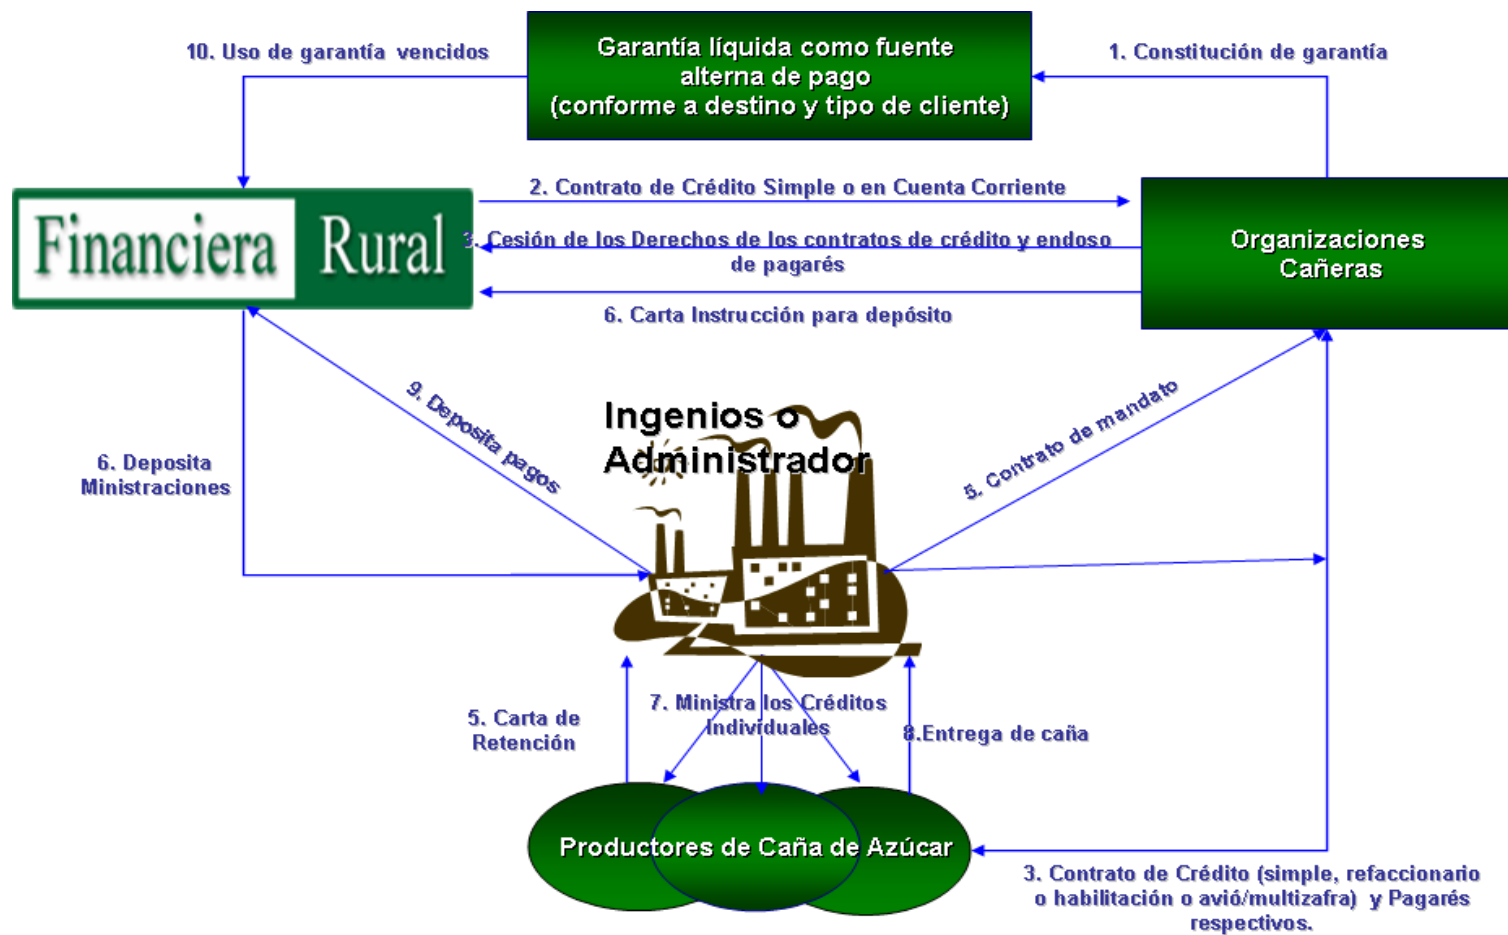 10. Uso de garantía vencidos
Garantía líquida como fuente
alterna de pago
(conforme a destino y tipo de cliente)
1. Constitución de garantía
Financiera Rural
2. Contrato de Crédito Simple o en Cuenta Corriente
3. Cesión de los Derechos de los contratos de crédito y endoso
de pagarés
Organizaciones
Cañeras
6. Carta Instrucción para depósito
9. Deposita pagos
Ingenios o
Administrador
5. Contrato de mandato
6. Deposita
Ministraciones
5. Carta de
Retención
7. Ministra los Créditos
Individuales
8.Entrega de caña
Productores de Caña de Azúcar
3. Contrato de Crédito (simple, refaccionario
o habilitación o avió/multizafra) y Pagarés
respectivos.